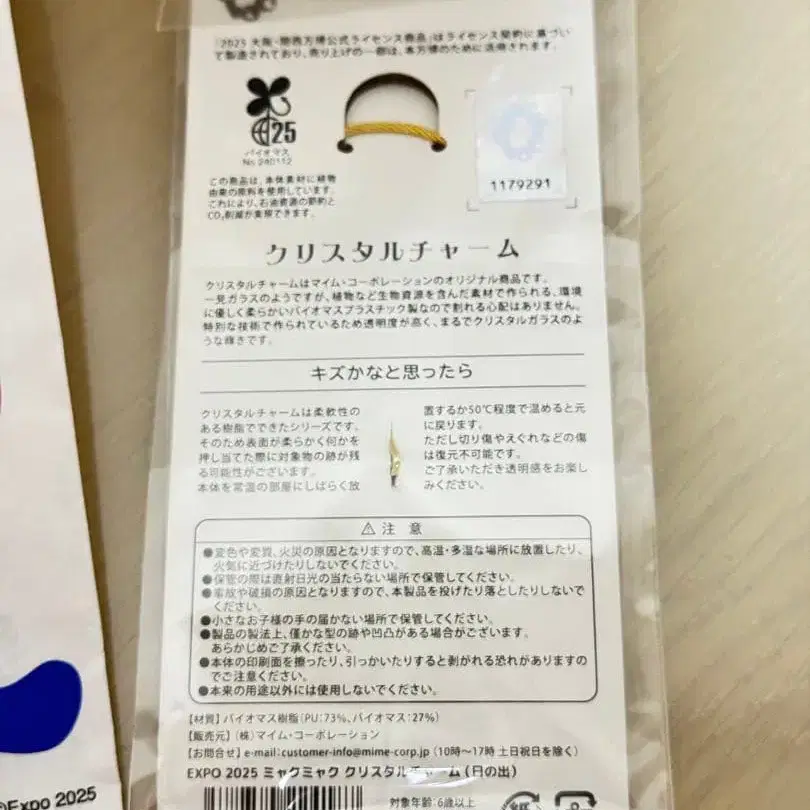 「2025 大阪・関西万博公式ライセンス商品」はライセンス契約に基づい
て製造されており、売り上げの一部は、本万博のために活用されます。
25
バイオマス
No.240112
1179291
この商品は、本体素材に植物
由来の原料を使用しています。
これにより、石油資源の節約と
CO₂削減が実現できます。
クリスタルチャーム
クリスタルチャームはマイム・コーポレーションのオリジナル商品です。
一見ガラスのようですが、植物など生物資源を含んだ素材で作られる、環境
に優しく柔らかいバイオマスプラスチック製なので割れる心配はありません。
特別な技術で作られているため透明度が高く、まるでクリスタルガラスのよ
うな輝きです。
キズかなと思ったら
クリスタルチャームは柔軟性の
ある樹脂でできたシリーズです。
そのため表面が柔らかく何かを
押し当てた際に対象物の跡が残
る可能性がございます。
本体を常温の部屋にしばらく放
置するか50℃程度で温めると元
に戻ります。
ただし切り傷やえぐれなどの傷
は復元不可能です。
ご了承いただき透明感をお楽し
みください。
⚠ 注 意
●変色や変質、火災の原因となりますので、高温・多湿な場所に放置したり、
火気に近づけたりしないでください。
●保管の際は直射日光の当たらない場所で保管してください。
●事故や破損の原因となりますので、本製品を投げたり落としたりしないで
ください。
●小さなお子様の手の届かない場所で保管してください。
●製品の製法上、僅かな型の跡や凹凸がある場合がございます。
あらかじめご了承ください。
●本体の印刷面を擦ったり、引っかいたりすると剥がれる恐れがありますの
でご注意ください。
●本来の用途以外には使用しないでください。
【材質】バイオマス樹脂(PU:73%、バイオマス:27%)
【販売元】(株)マイム・コーポレーション
【お問合せ】e-mail:customer-info@mime-corp.jp(10時〜17時 土日祝日を除く)
EXPO 2025 ミャクミャク クリスタルチャーム(日の出)
対象年齢:6歳以上
©Expo 2025